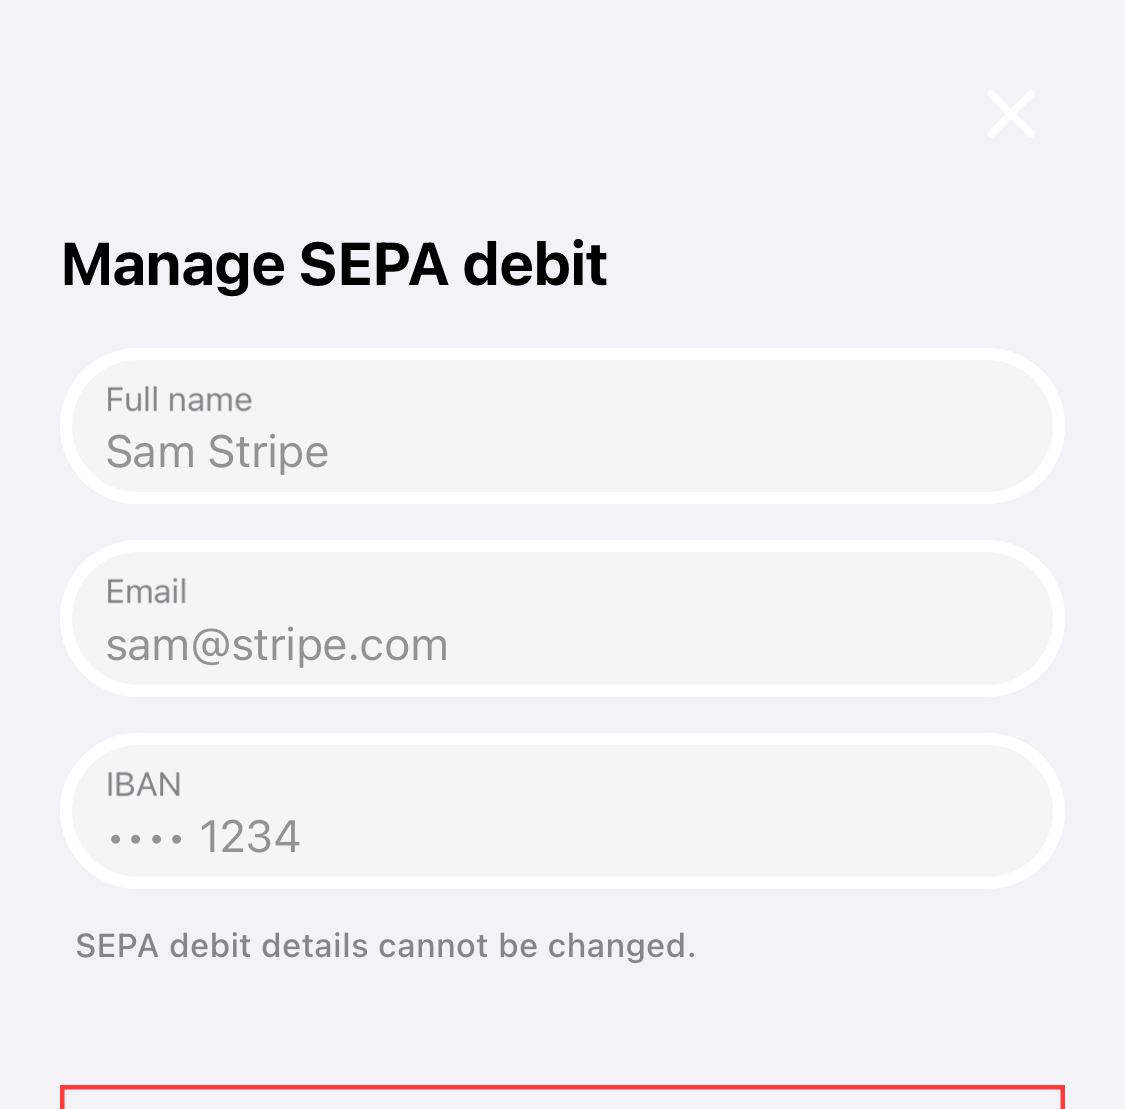 Manage SEPA debit
Full name
Sam Stripe
Email
sam@stripe.com
IBAN
•••• 1234
SEPA debit details cannot be changed.